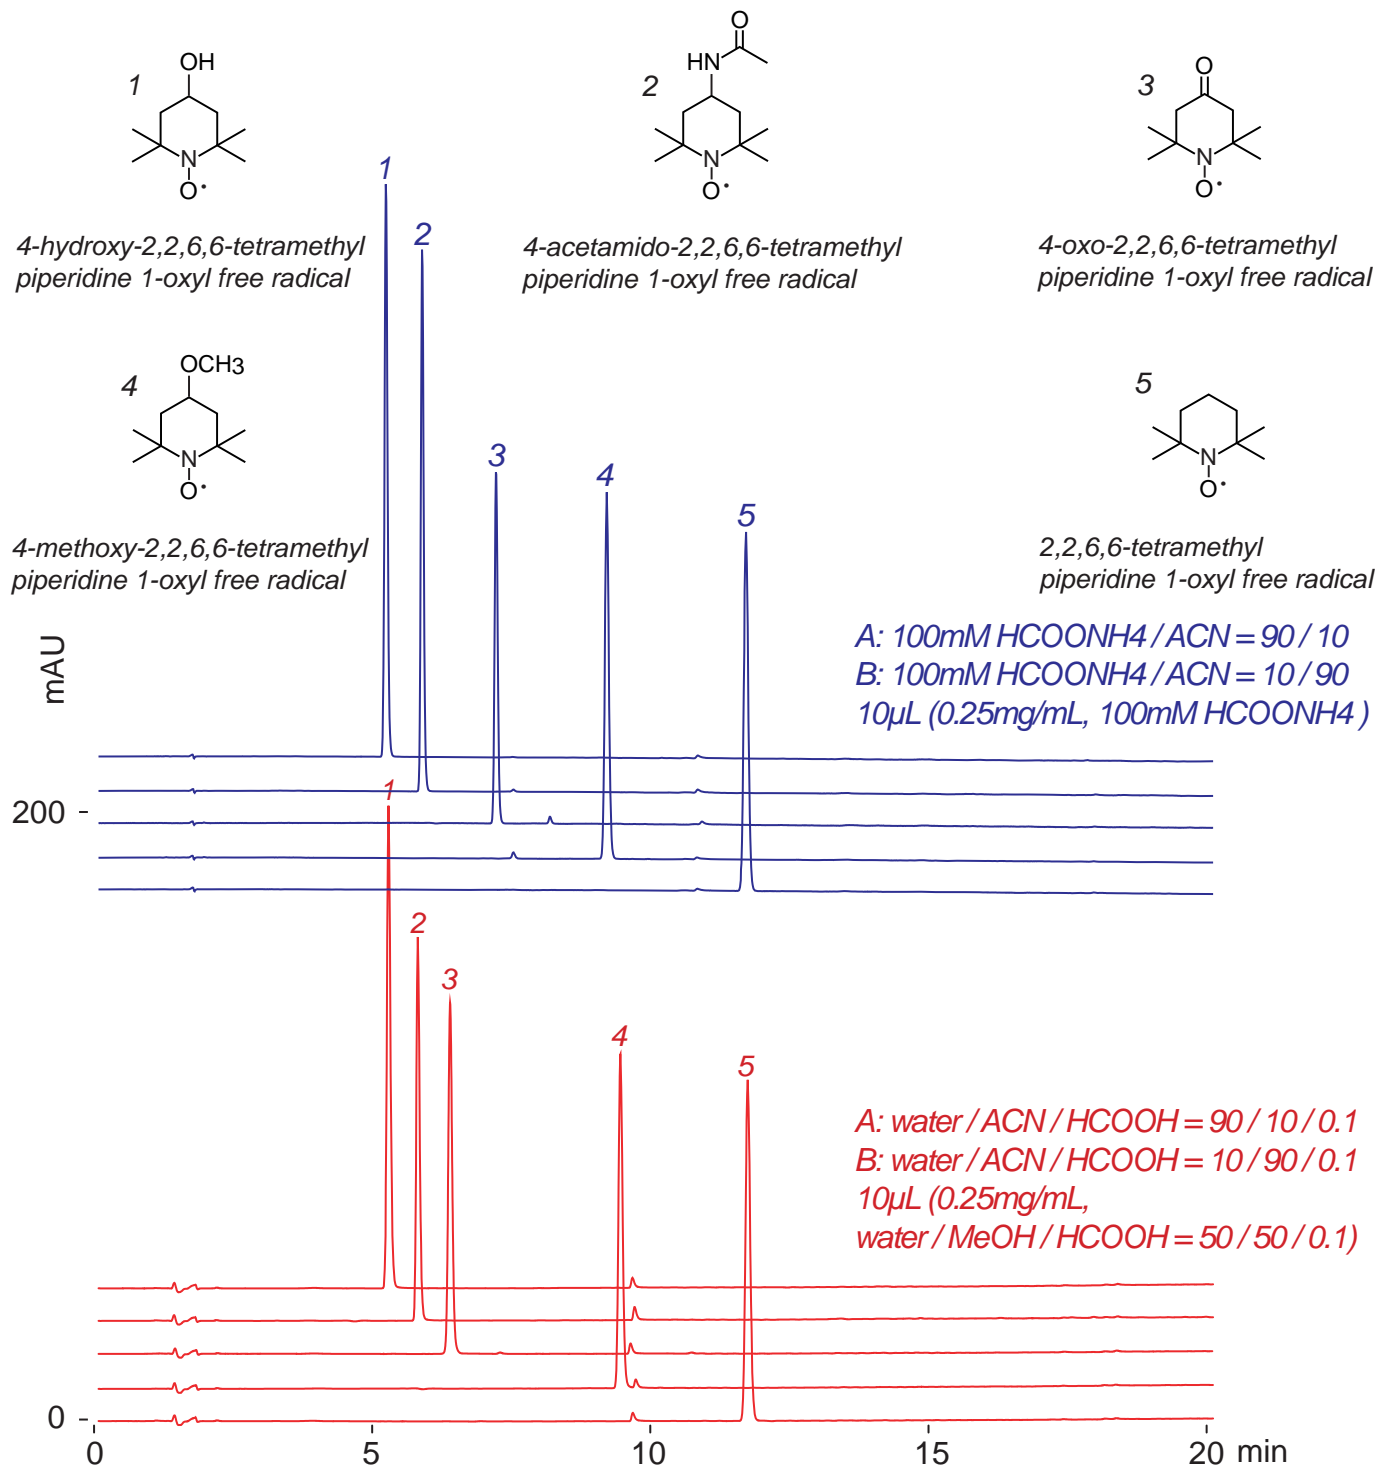 OH
1
N
O•
4-hydroxy-2,2,6,6-tetramethyl
piperidine 1-oxyl free radical
O
HN
2
N
O•
4-acetamido-2,2,6,6-tetramethyl
piperidine 1-oxyl free radical
O
3
N
O•
4-oxo-2,2,6,6-tetramethyl
piperidine 1-oxyl free radical
OCH3
4
N
O•
4-methoxy-2,2,6,6-tetramethyl
piperidine 1-oxyl free radical
5
N
O•
2,2,6,6-tetramethyl
piperidine 1-oxyl free radical
1
2
3
4
5
A: 100mM HCOONH4 / ACN = 90 / 10
B: 100mM HCOONH4 / ACN = 10 / 90
10µL (0.25mg/mL, 100mM HCOONH4 )
mAU
200
1
2
3
4
5
A: water / ACN / HCOOH = 90 / 10 / 0.1
B: water / ACN / HCOOH = 10 / 90 / 0.1
10µL (0.25mg/mL,
water / MeOH / HCOOH = 50 / 50 / 0.1)
0
0 5 10 15 20 min